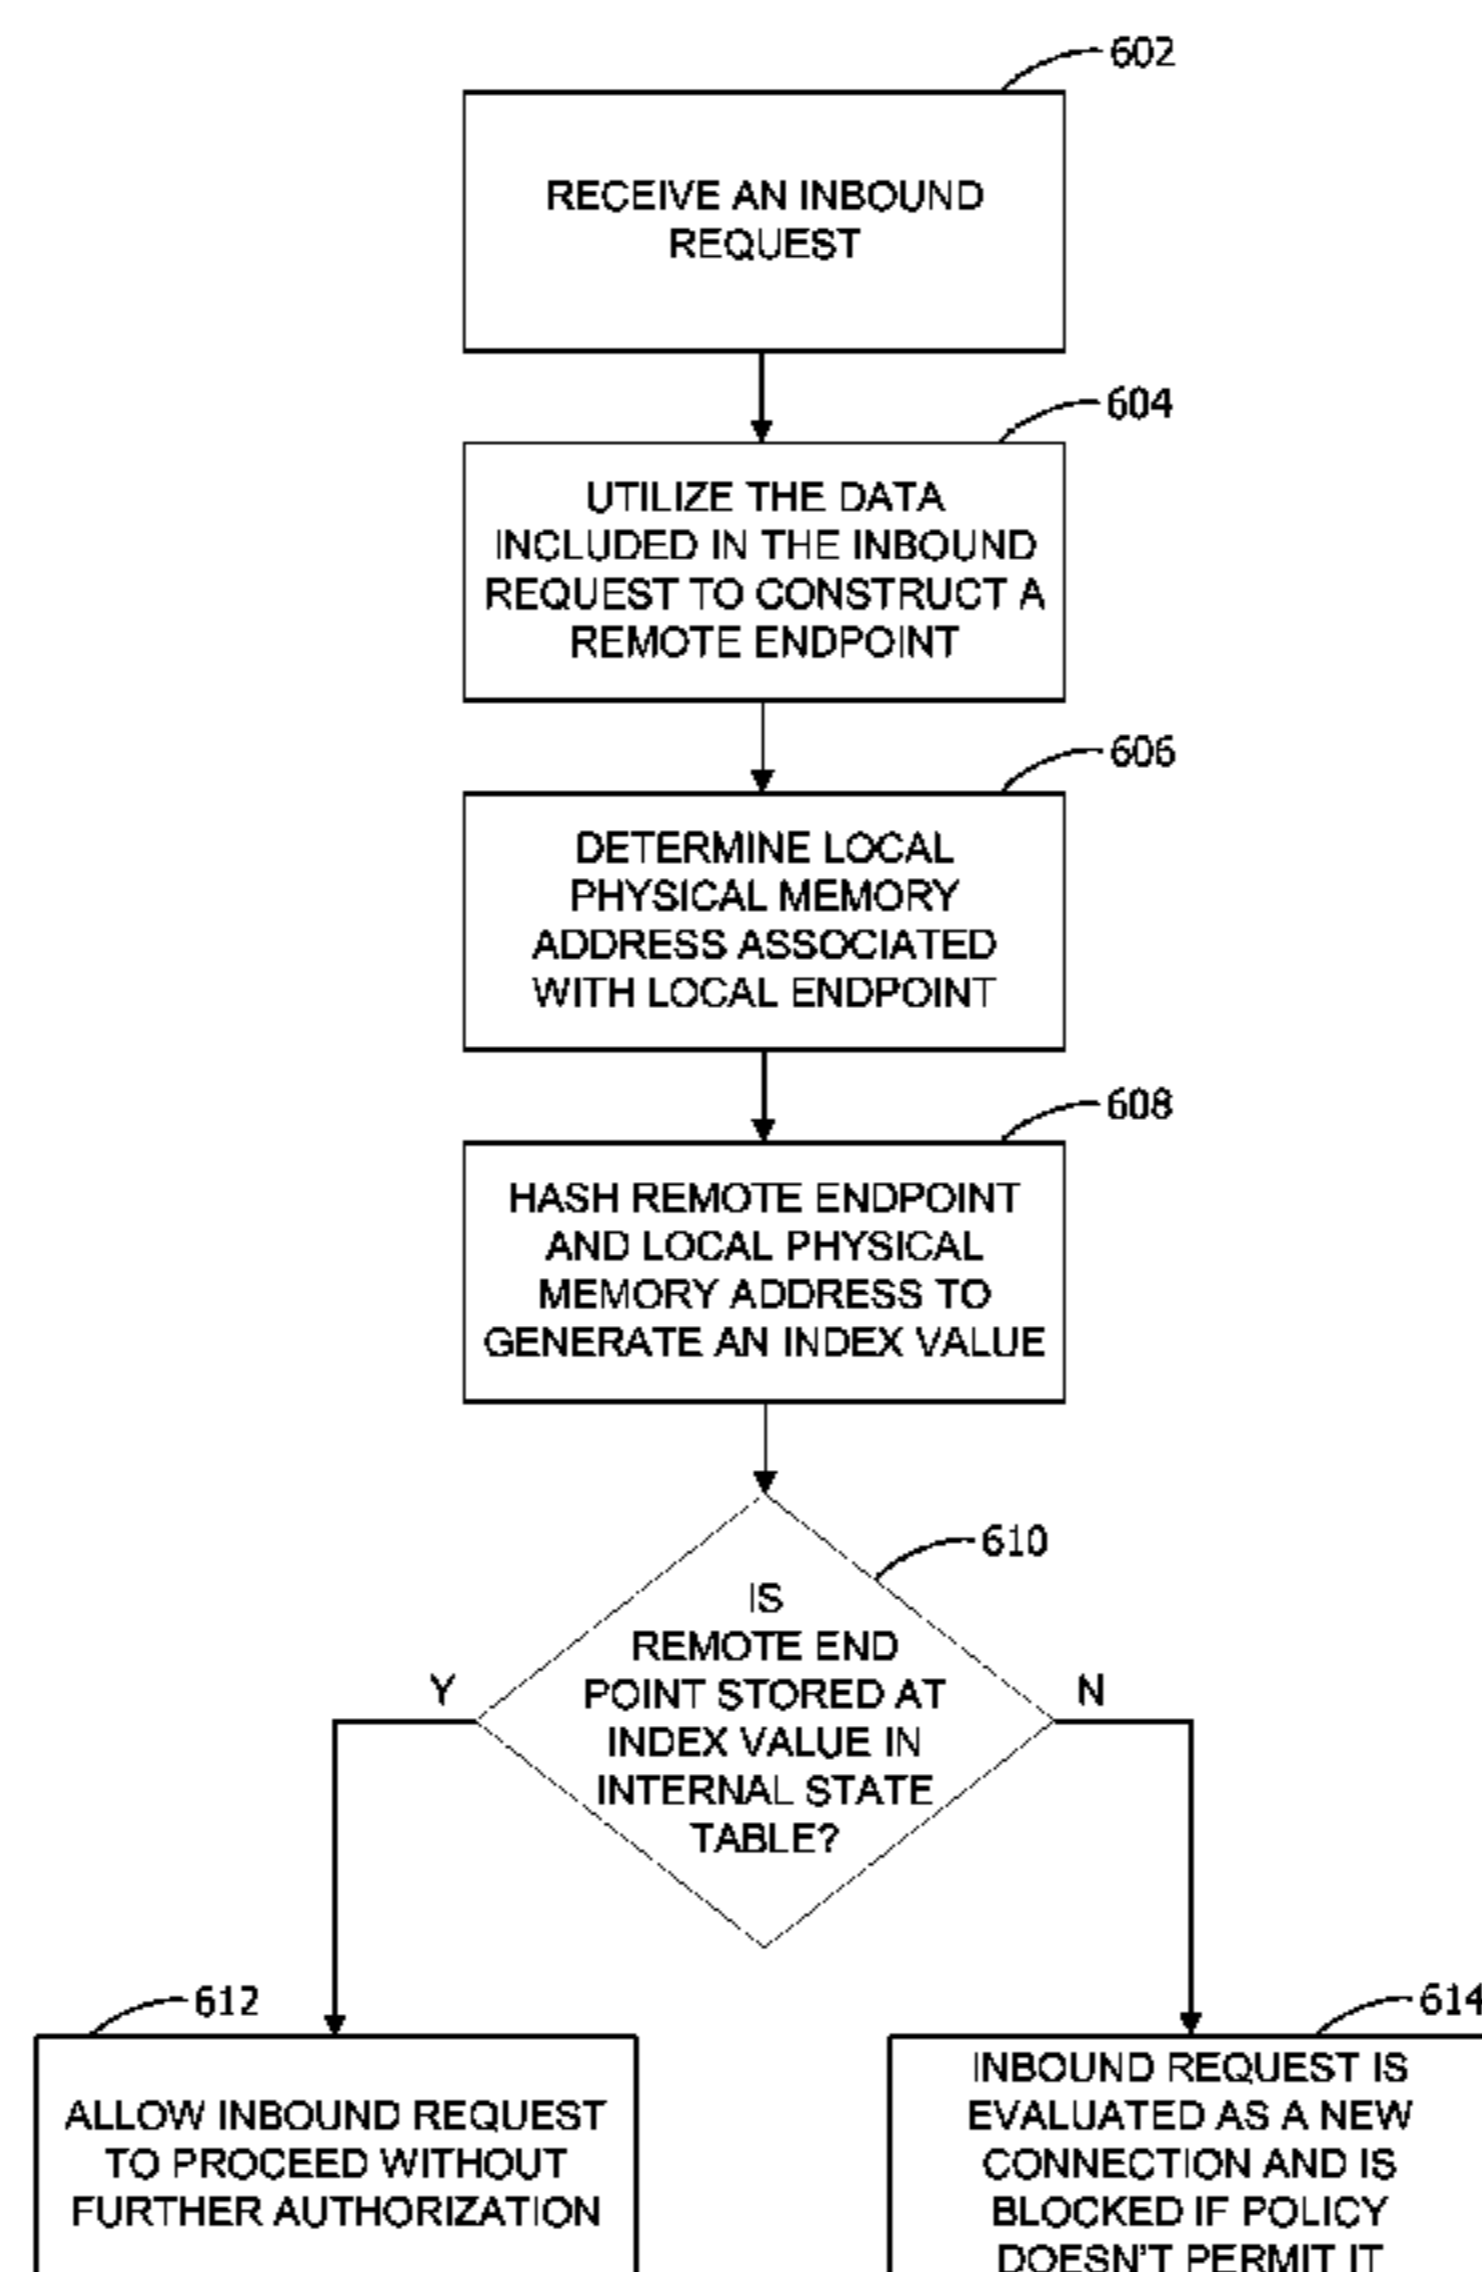 602
RECEIVE AN INBOUND
REQUEST
604
UTILIZE THE DATA
INCLUDED IN THE INBOUND
REQUEST TO CONSTRUCT A
REMOTE ENDPOINT
606
DETERMINE LOCAL
PHYSICAL MEMORY
ADDRESS ASSOCIATED
WITH LOCAL ENDPOINT
608
HASH REMOTE ENDPOINT
AND LOCAL PHYSICAL
MEMORY ADDRESS TO
GENERATE AN INDEX VALUE
610
IS
REMOTE END
POINT STORED AT
INDEX VALUE IN
INTERNAL STATE
TABLE?
Y
N
612
ALLOW INBOUND REQUEST
TO PROCEED WITHOUT
FURTHER AUTHORIZATION
614
INBOUND REQUEST IS
EVALUATED AS A NEW
CONNECTION AND IS
BLOCKED IF POLICY
DOESN'T PERMIT IT